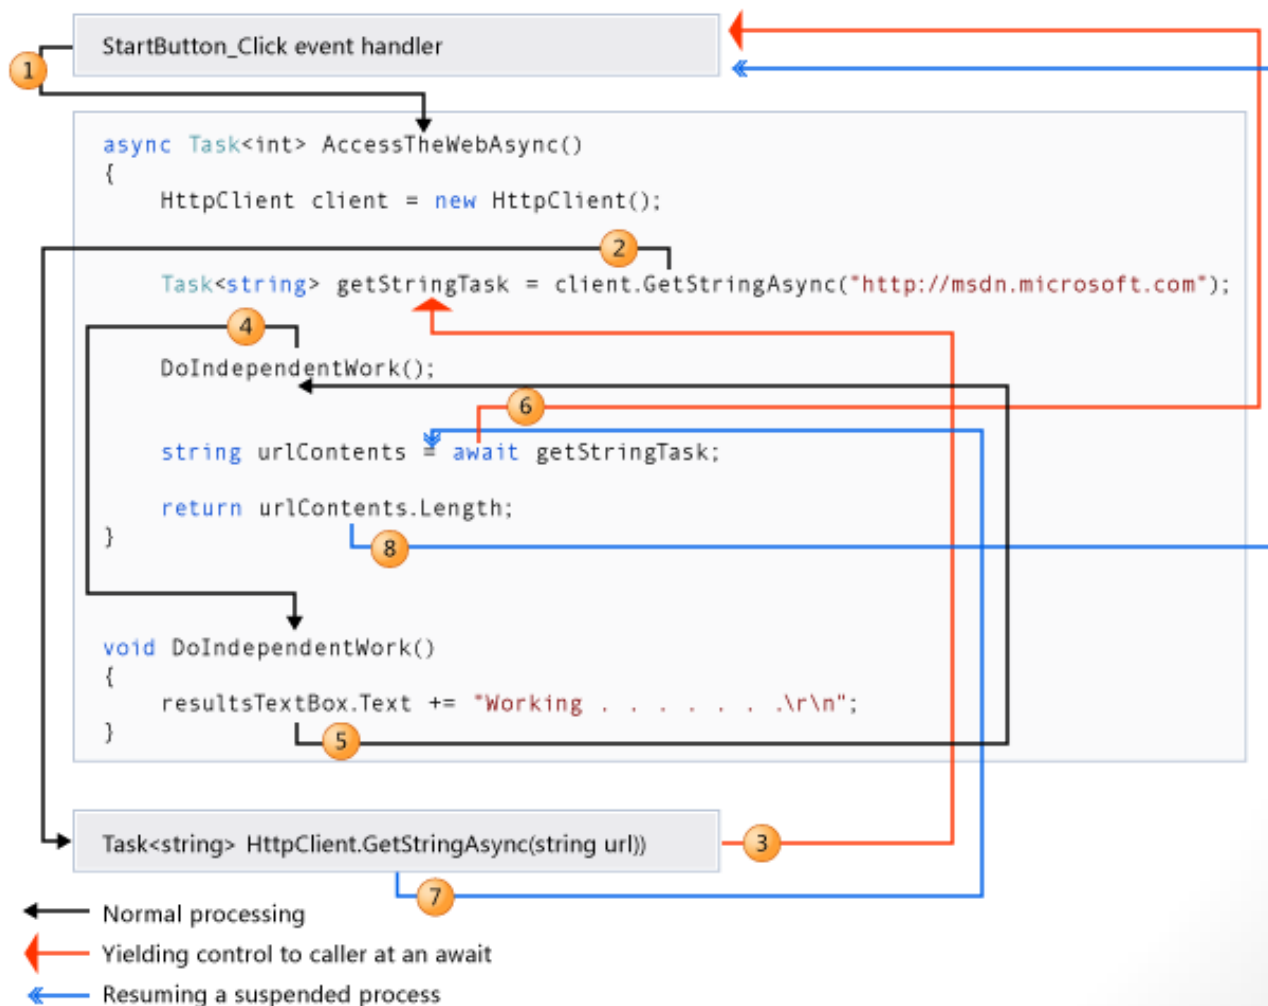 StartButton_Click event handler
1
async Task<int> AccessTheWebAsync()
{
HttpClient client = new HttpClient();
2
Task<string> getStringTask = client.GetStringAsync("http://msdn.microsoft.com");
4
DoIndependentWork();
6
string urlContents = await getStringTask;
return urlContents.Length;
}
8
void DoIndependentWork()
{
resultsTextBox.Text += "Working . . . . . . .\r\n";
}
5
Task<string> HttpClient.GetStringAsync(string url))
3
7
Normal processing
Yielding control to caller at an await
Resuming a suspended process